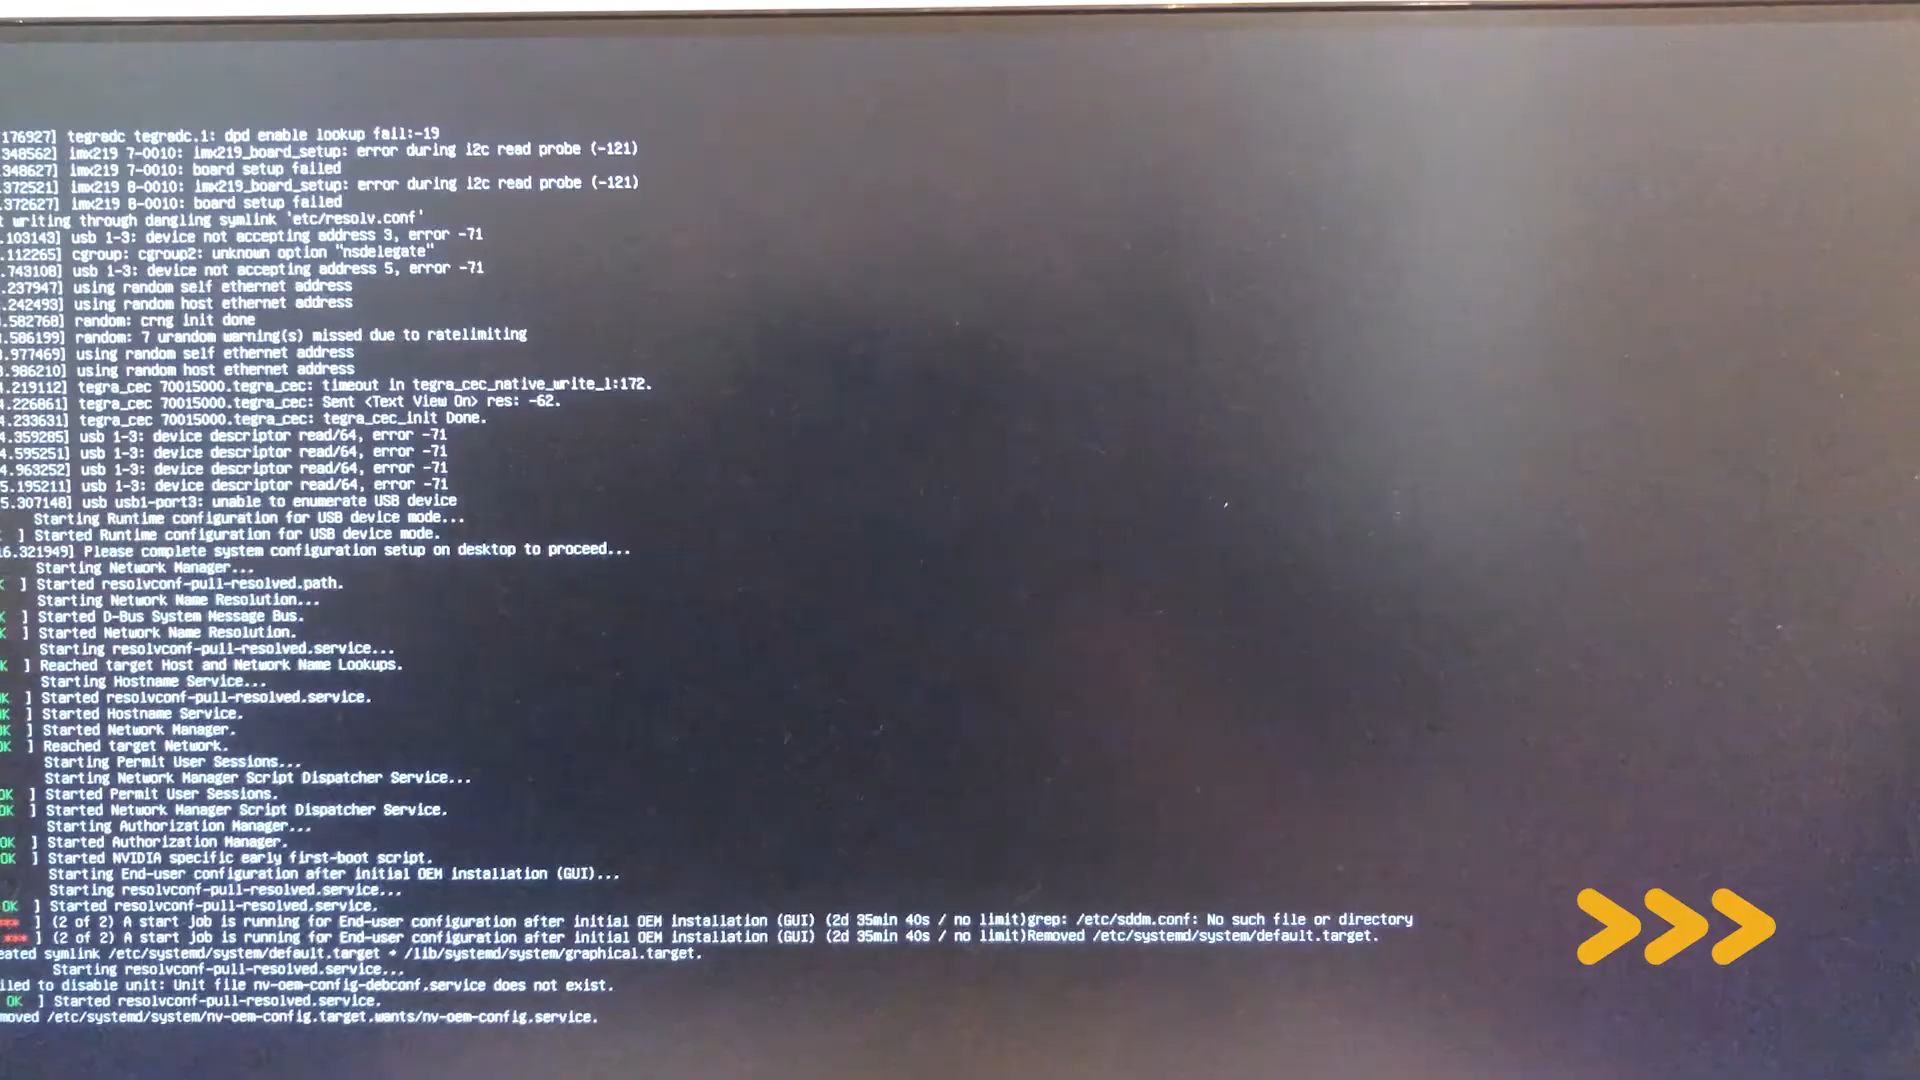 176927] tegradc tegradc.1: dpd enable lookup fail:-19
.348562] imx219 7-0010: imx219_board_setup: error during i2c read probe (-121)
.348627] imx219 7-0010: board setup failed
.372521] imx219 8-0010: imx219_board_setup: error during i2c read probe (-121)
.372627] imx219 8-0010: board setup failed
t writing through dangling symlink 'etc/resolv.conf'
.103143] usb 1-3: device not accepting address 3, error -71
.112265] cgroup: cgroup2: unknown option "nsdelegate"
.743108] usb 1-3: device not accepting address 5, error -71
.237947] using random self ethernet address
.242493] using random host ethernet address
.582768] random: crng init done
.586199] random: 7 urandom warning(s) missed due to ratelimiting
.977469] using random self ethernet address
.986210] using random host ethernet address
4.219112] tegra_cec 70015000.tegra_cec: timeout in tegra_cec_native_write_l:172.
4.226861] tegra_cec 70015000.tegra_cec: Sent <Text View On> res: -62.
4.233631] tegra_cec 70015000.tegra_cec: tegra_cec_init Done.
4.359285] usb 1-3: device descriptor read/64, error -71
4.595251] usb 1-3: device descriptor read/64, error -71
4.963252] usb 1-3: device descriptor read/64, error -71
5.195211] usb 1-3: device descriptor read/64, error -71
5.307148] usb usb1-port3: unable to enumerate USB device
Starting Runtime configuration for USB device mode...
] Started Runtime configuration for USB device mode.
16.321949] Please complete system configuration setup on desktop to proceed...
Starting Network Manager...
K ] Started resolvconf-pull-resolved.path.
Starting Network Name Resolution...
K ] Started D-Bus System Message Bus.
K ] Started Network Name Resolution.
Starting resolvconf-pull-resolved.service...
K ] Reached target Host and Network Name Lookups.
Starting Hostname Service...
OK ] Started resolvconf-pull-resolved.service.
OK ] Started Hostname Service.
OK ] Started Network Manager.
OK ] Reached target Network.
Starting Permit User Sessions...
Starting Network Manager Script Dispatcher Service...
OK ] Started Permit User Sessions.
OK ] Started Network Manager Script Dispatcher Service.
Starting Authorization Manager...
OK ] Started Authorization Manager.
OK ] Started NVIDIA specific early first-boot script.
Starting End-user configuration after initial OEM installation (GUI)...
Starting resolvconf-pull-resolved.service...
OK ] Started resolvconf-pull-resolved.service.
*** ] (2 of 2) A start job is running for End-user configuration after initial OEM installation (GUI) (2d 35min 40s / no limit)grep: /etc/sddm.conf: No such file or directory
*** ] (2 of 2) A start job is running for End-user configuration after initial OEM installation (GUI) (2d 35min 40s / no limit)Removed /etc/systemd/system/default.target.
eated symlink /etc/systemd/system/default.target → /lib/systemd/system/graphical.target.
Starting resolvconf-pull-resolved.service...
iled to disable unit: Unit file nv-oem-config-debconf.service does not exist.
OK ] Started resolvconf-pull-resolved.service.
moved /etc/systemd/system/nv-oem-config.target.wants/nv-oem-config.service.